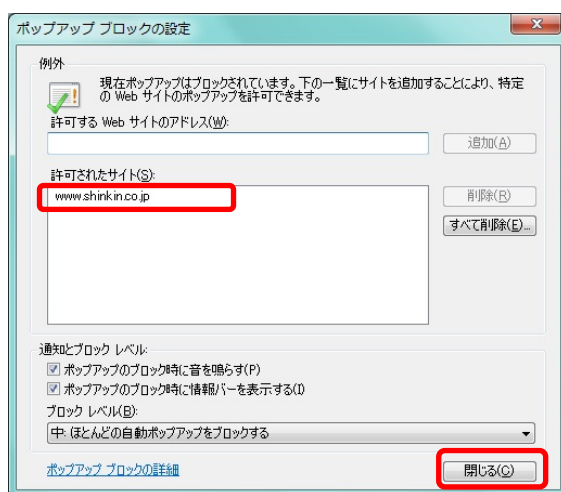 ポップアップ ブロックの設定
例外
現在ポップアップはブロックされています。下の一覧にサイトを追加することにより、特定
の Web サイトのポップアップを許可できます。
許可する Web サイトのアドレス(W):
追加(A)
許可されたサイト(S):
www.shinkin.co.jp
削除(R)
すべて削除(E)...
通知とブロック レベル:
ポップアップのブロック時に音を鳴らす(P)
ポップアップのブロック時に情報バーを表示する(I)
ブロック レベル(B):
中: ほとんどの自動ポップアップをブロックする
ポップアップ ブロックの詳細
閉じる(C)